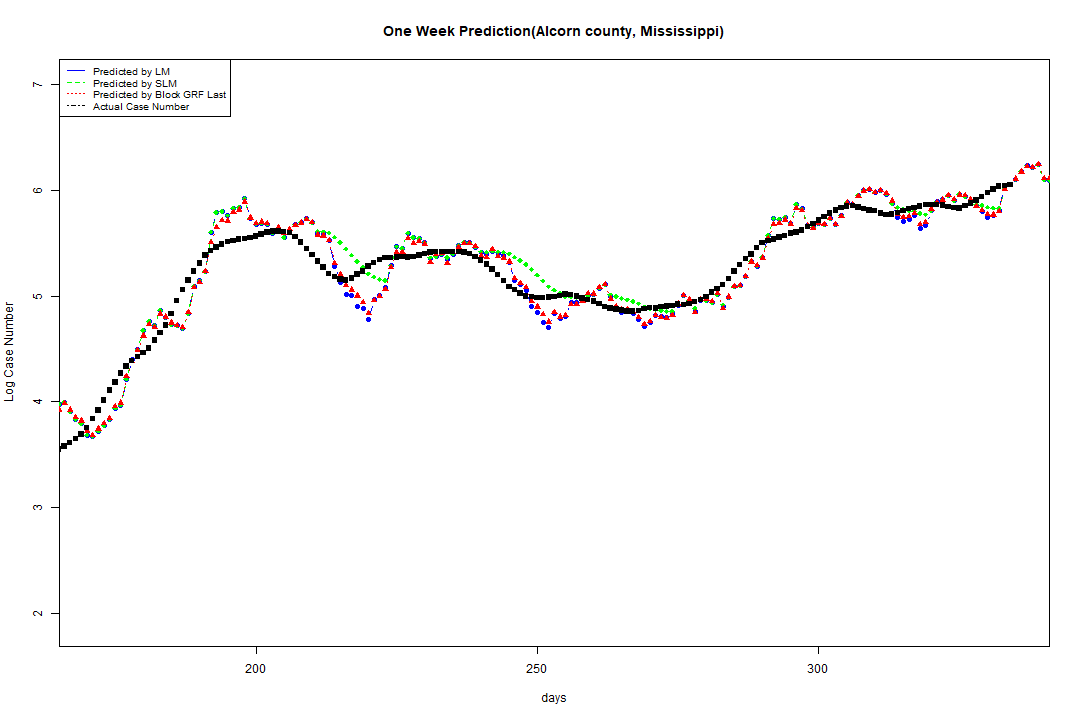 One Week Prediction(Alcorn county, Mississippi)
Predicted by LM
Predicted by SLM
Predicted by Block GRF Last
Actual Case Number
7
6
5
4
3
2
Log Case Number
200 250 300
days